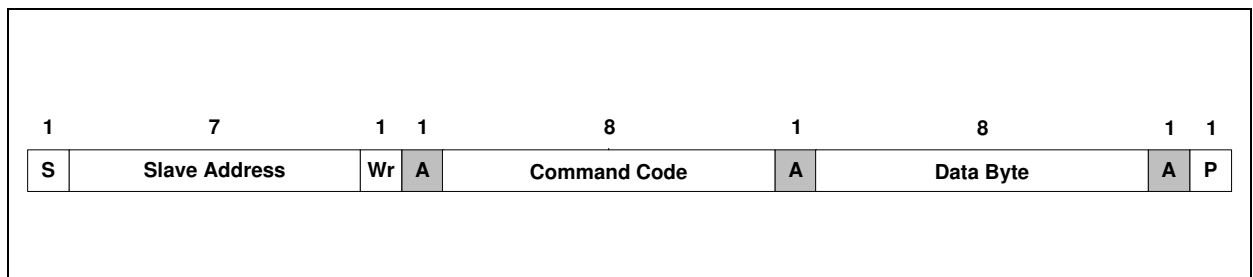 1 7 1 1 8 1 8 1 1
S Slave Address Wr A Command Code A Data Byte A P